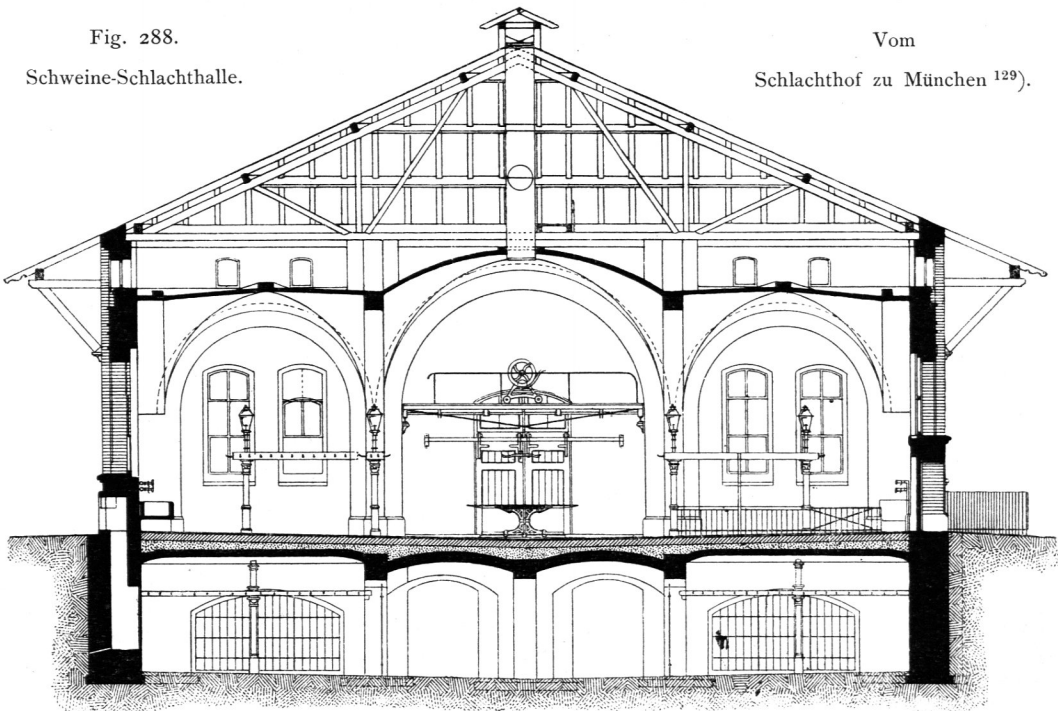 Fig. 288.
Schweine-Schlachthalle.
Vom
Schlachthof zu München ¹²⁹).